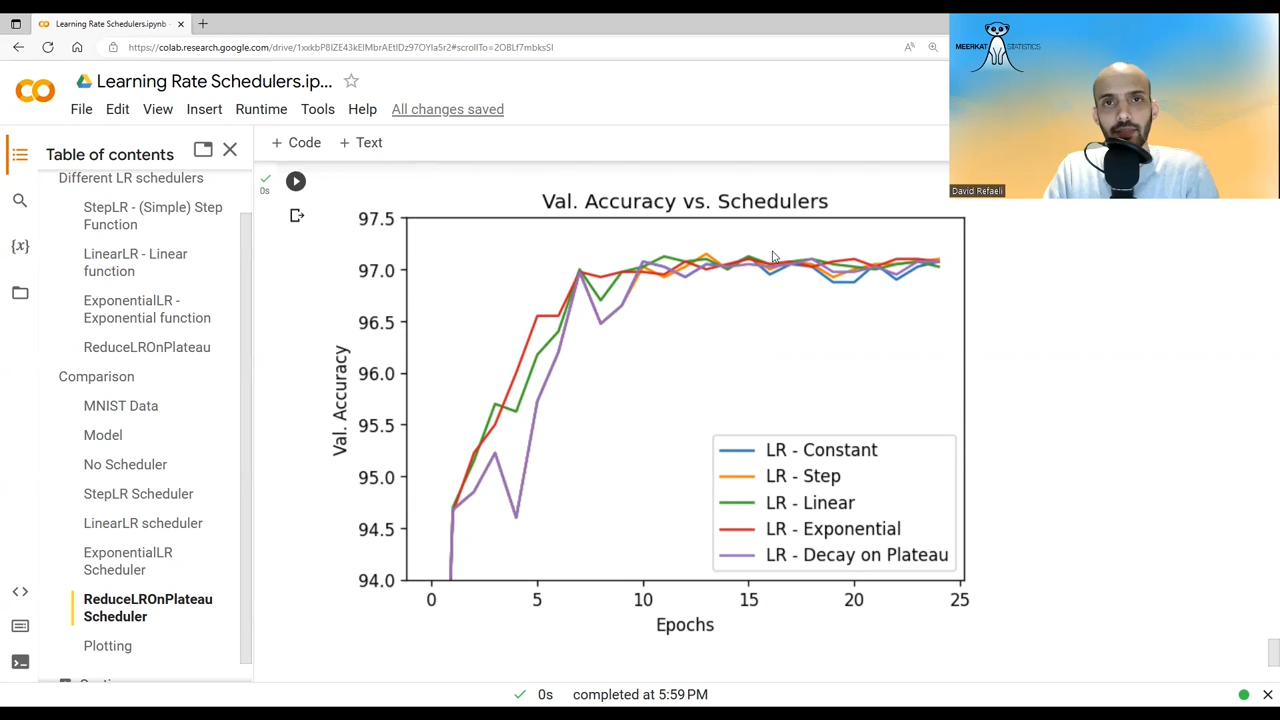 Learning Rate Schedulers.ipynb
https://colab.research.google.com/drive/1xxkbP8IZE43kElMbrAEtlDz97OYla5r2#scrollTo=2OBLf7mbksSl
MEERKAT
STATISTICS
David Refaeli
Learning Rate Schedulers.ip...
File Edit View Insert Runtime Tools Help All changes saved
Table of contents
+ Code + Text
Different LR schedulers
StepLR - (Simple) Step
Function
LinearLR - Linear
function
ExponentialLR -
Exponential function
ReduceLROnPlateau
Comparison
MNIST Data
Model
No Scheduler
StepLR Scheduler
LinearLR scheduler
ExponentialLR
Scheduler
ReduceLROnPlateau
Scheduler
Plotting
{x}
0s
Val. Accuracy vs. Schedulers
97.5
97.0
96.5
96.0
95.5
95.0
94.5
94.0
Val. Accuracy
LR - Constant
LR - Step
LR - Linear
LR - Exponential
LR - Decay on Plateau
0 5 10 15 20 25
Epochs
0s completed at 5:59 PM